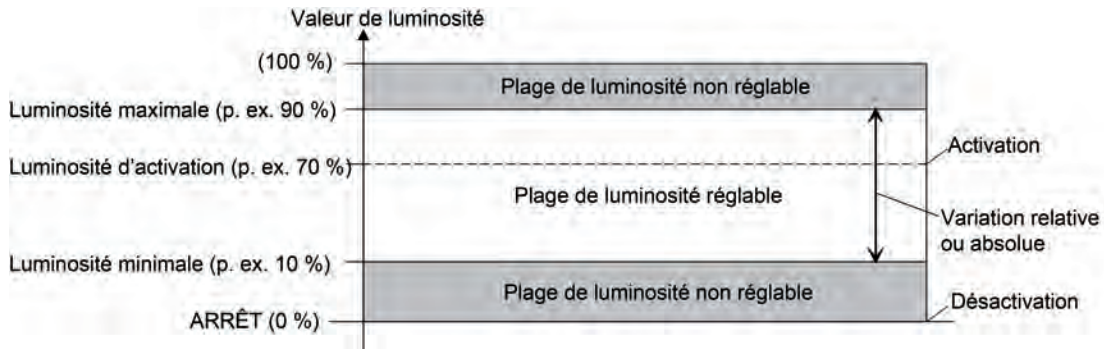 Valeur de luminosité
(100 %)
Plage de luminosité non réglable
Luminosité maximale (p. ex. 90 %)
Activation
Luminosité d'activation (p. ex. 70 %)
Plage de luminosité réglable
Variation relative
ou absolue
Luminosité minimale (p. ex. 10 %)
Plage de luminosité non réglable
Désactivation
ARRÊT (0 %)